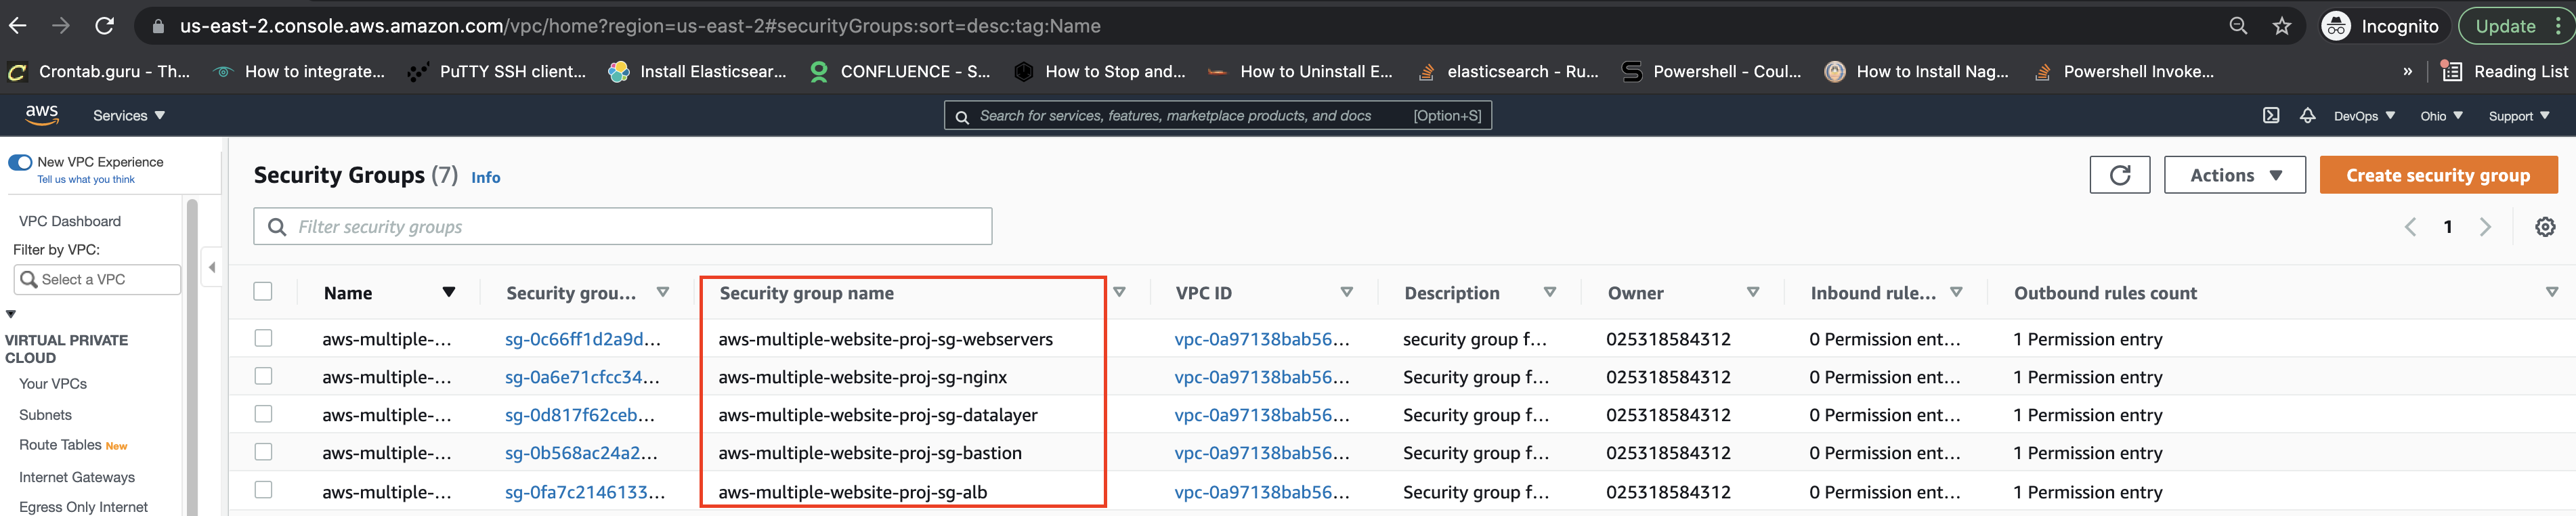 us-east-2.console.aws.amazon.com/vpc/home?region=us-east-2#securityGroups:sort=desc:tag:Name Incognito Update
Crontab.guru - Th... How to integrate... PuTTY SSH client... Install Elasticsear... CONFLUENCE - S... How to Stop and... How to Uninstall E... elasticsearch - Ru... Powershell - Coul... How to Install Nag... Powershell Invoke... » Reading List
aws Services Search for services, features, marketplace products, and docs [Option+S] DevOps Ohio Support
New VPC Experience
Tell us what you think
VPC Dashboard
Filter by VPC:
Select a VPC
VIRTUAL PRIVATE
CLOUD
Your VPCs
Subnets
Route Tables New
Internet Gateways
Egress Only Internet
Security Groups (7) Info Actions Create security group
Filter security groups 1
Name Security grou... Security group name VPC ID Description Owner Inbound rule... Outbound rules count
aws-multiple-... sg-0c66ff1d2a9d... aws-multiple-website-proj-sg-webservers vpc-0a97138bab56... security group f... 025318584312 0 Permission ent... 1 Permission entry
aws-multiple-... sg-0a6e71cfcc34... aws-multiple-website-proj-sg-nginx vpc-0a97138bab56... Security group f... 025318584312 0 Permission ent... 1 Permission entry
aws-multiple-... sg-0d817f62ceb... aws-multiple-website-proj-sg-datalayer vpc-0a97138bab56... Security group f... 025318584312 0 Permission ent... 1 Permission entry
aws-multiple-... sg-0b568ac24a2... aws-multiple-website-proj-sg-bastion vpc-0a97138bab56... Security group f... 025318584312 0 Permission ent... 1 Permission entry
aws-multiple-... sg-0fa7c2146133... aws-multiple-website-proj-sg-alb vpc-0a97138bab56... Security group f... 025318584312 0 Permission ent... 1 Permission entry